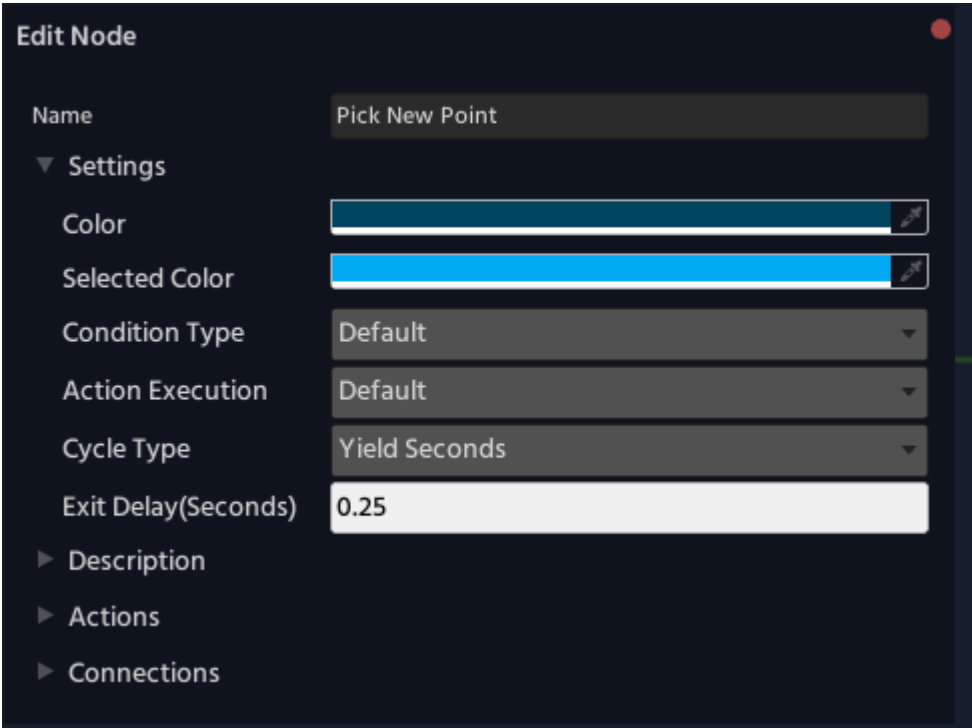 Edit Node
Name Pick New Point
Settings
Color
Selected Color
Condition Type Default
Action Execution Default
Cycle Type Yield Seconds
Exit Delay(Seconds) 0.25
Description
Actions
Connections